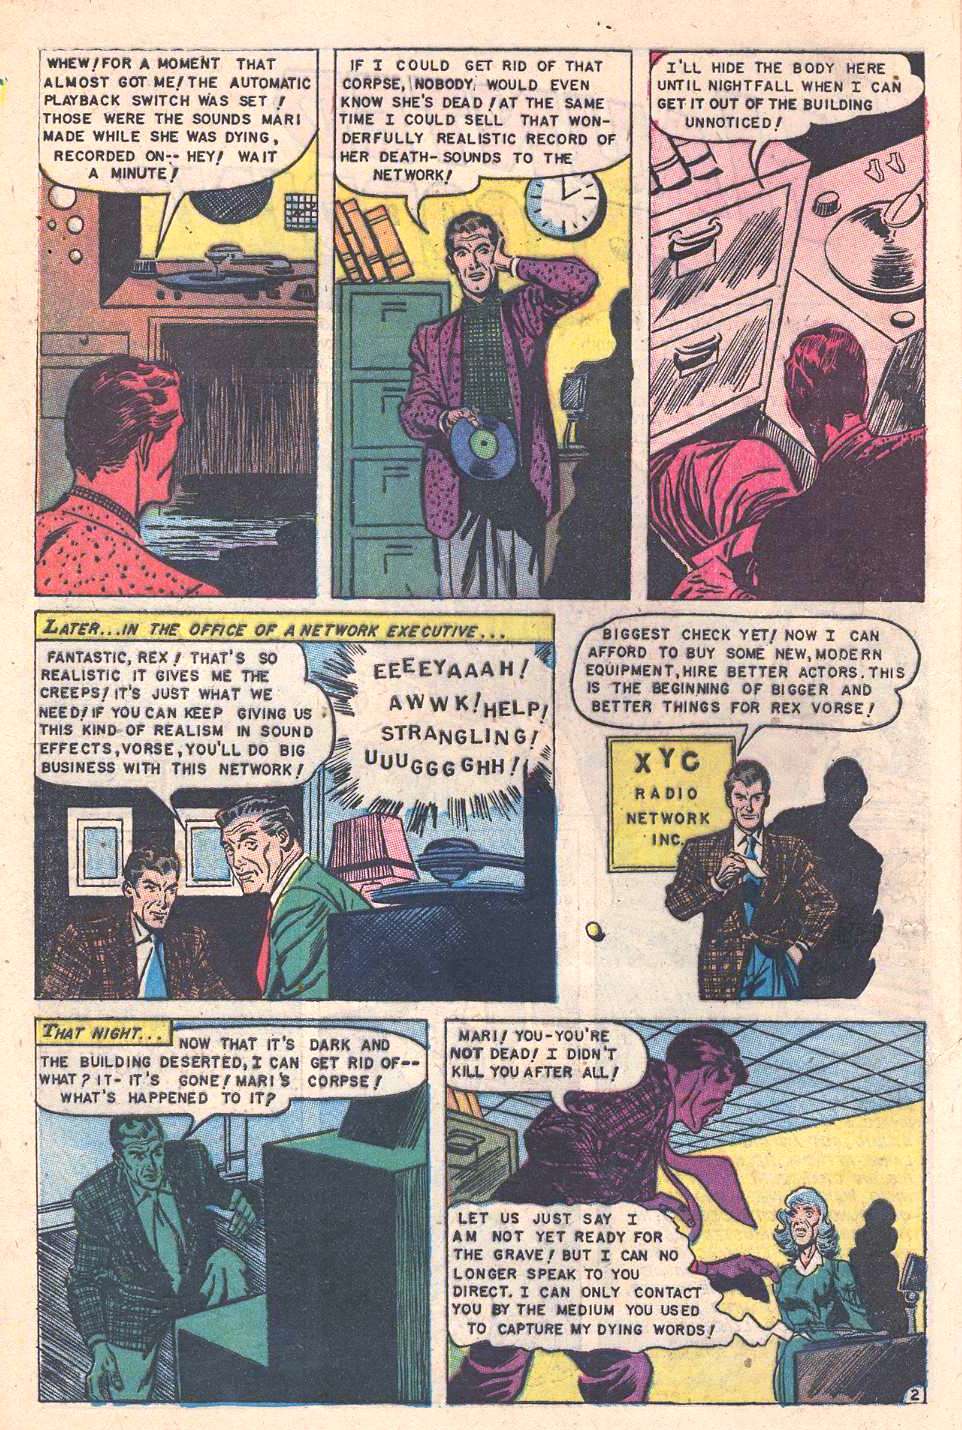 WHEW! FOR A MOMENT THAT
ALMOST GOT ME! THE AUTOMATIC
PLAYBACK SWITCH WAS SET!
THOSE WERE THE SOUNDS MARI
MADE WHILE SHE WAS DYING,
RECORDED ON-- HEY! WAIT
A MINUTE!
IF I COULD GET RID OF THAT
CORPSE, NOBODY WOULD EVEN
KNOW SHE'S DEAD! AT THE SAME
TIME I COULD SELL THAT WON-
DERFULLY REALISTIC RECORD OF
HER DEATH-SOUNDS TO THE
NETWORK!
I'LL HIDE THE BODY HERE
UNTIL NIGHTFALL WHEN I CAN
GET IT OUT OF THE BUILDING
UNNOTICED!
LATER...IN THE OFFICE OF A NETWORK EXECUTIVE...
FANTASTIC, REX! THAT'S SO
REALISTIC IT GIVES ME THE
CREEPS! IT'S JUST WHAT WE
NEED! IF YOU CAN KEEP GIVING US
THIS KIND OF REALISM IN SOUND
EFFECTS, VORSE, YOU'LL DO BIG
BUSINESS WITH THIS NETWORK!
EEEEYAAAH!
AWWK! HELP!
STRANGLING!
UUUGGGGHH!
BIGGEST CHECK YET! NOW I CAN
AFFORD TO BUY SOME NEW, MODERN
EQUIPMENT, HIRE BETTER ACTORS. THIS
IS THE BEGINNING OF BIGGER AND
BETTER THINGS FOR REX VORSE!
XYC
RADIO
NETWORK
INC.
THAT NIGHT...
NOW THAT IT'S DARK AND
THE BUILDING DESERTED, I CAN GET RID OF--
WHAT? IT- IT'S GONE! MARI'S CORPSE!
WHAT'S HAPPENED TO IT?
MARI! YOU-YOU'RE
NOT DEAD! I DIDN'T
KILL YOU AFTER ALL!
LET US JUST SAY I
AM NOT YET READY FOR
THE GRAVE! BUT I CAN NO
LONGER SPEAK TO YOU
DIRECT. I CAN ONLY CONTACT
YOU BY THE MEDIUM YOU USED
TO CAPTURE MY DYING WORDS!
2